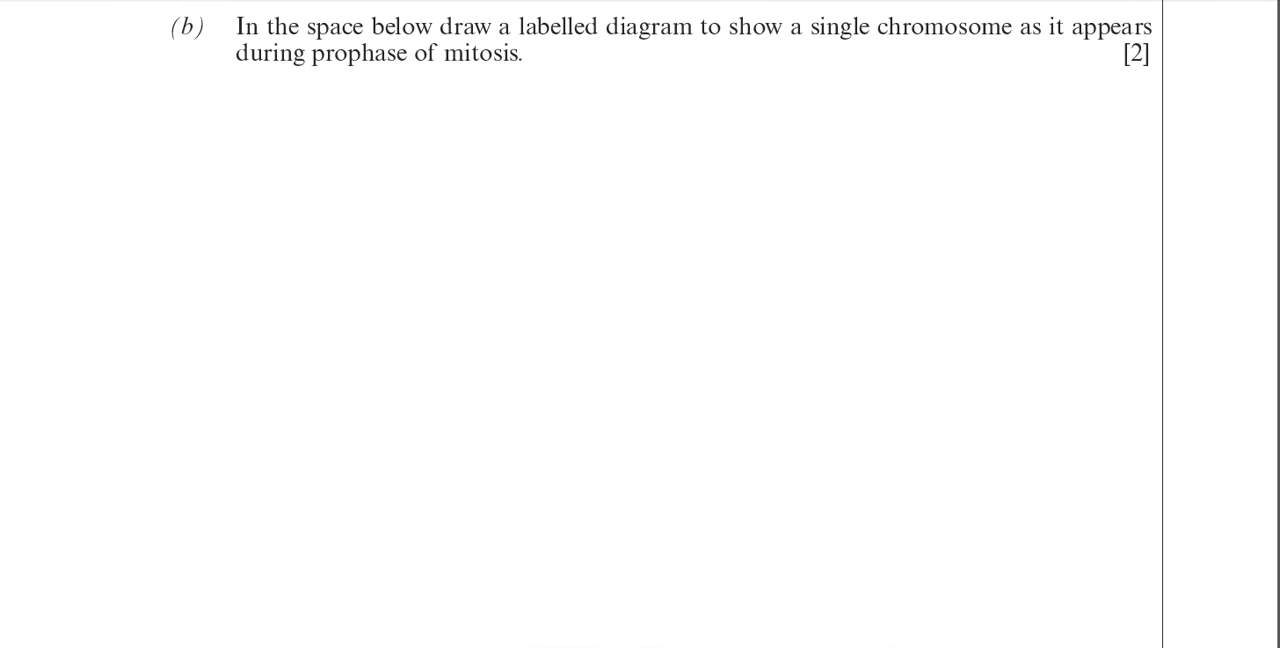 (b) In the space below draw a labelled diagram to show a single chromosome as it appears
during prophase of mitosis. [2]